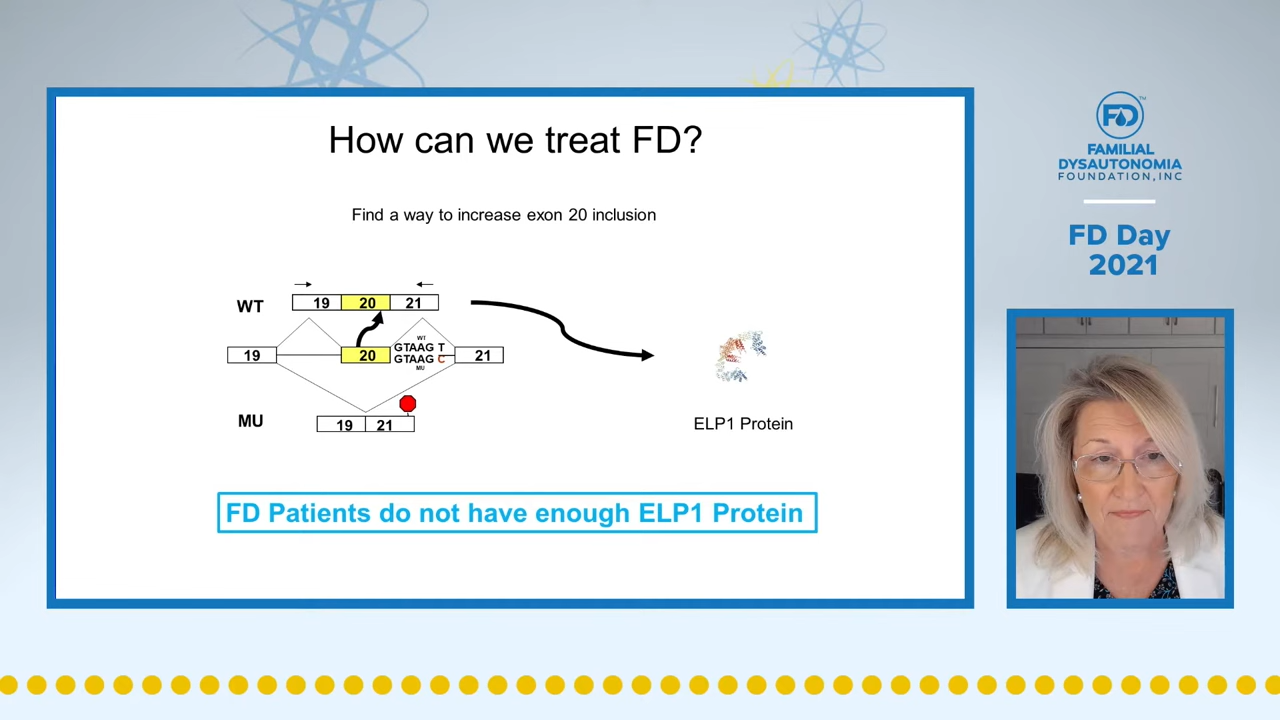 How can we treat FD?
Find a way to increase exon 20 inclusion
WT
19 20 21
19 20
WT
GTAAG T
GTAAG C
MU
21
MU
19 21
ELP1 Protein
FD Patients do not have enough ELP1 Protein
FD™
FAMILIAL
DYSAUTONOMIA
FOUNDATION, INC
FD Day
2021